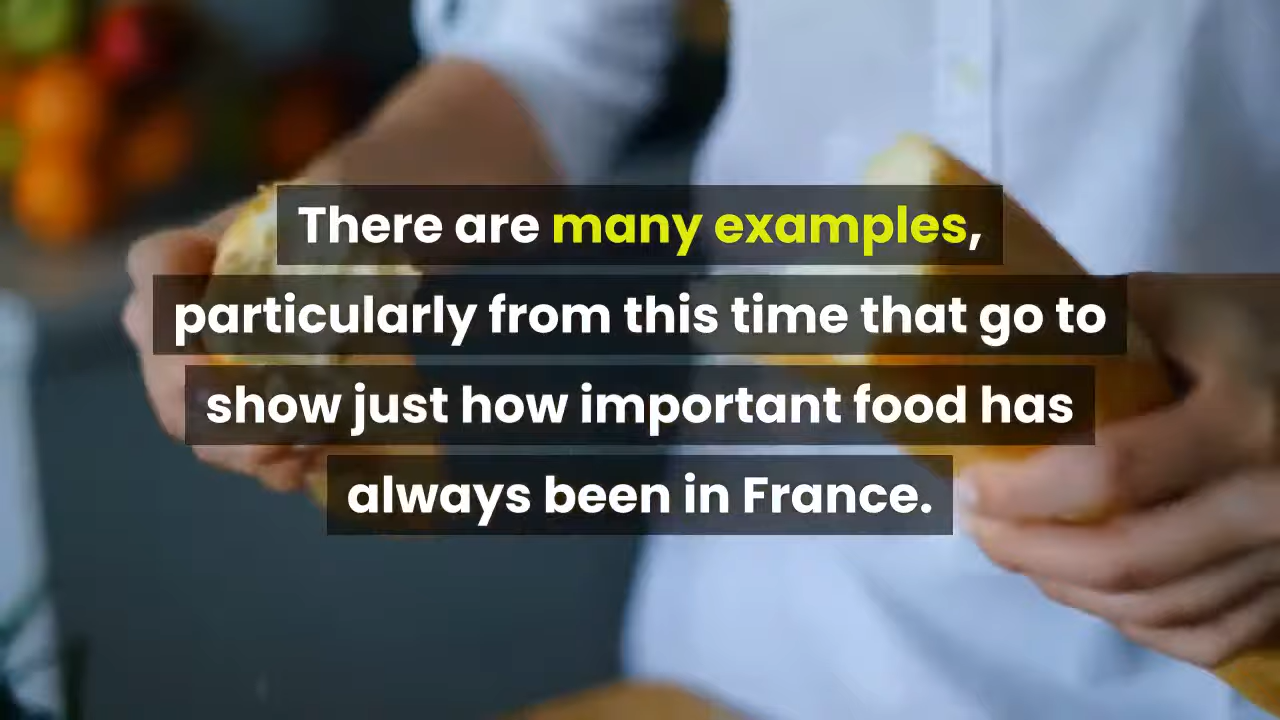 There are many examples,
particularly from this time that go to
show just how important food has
always been in France.